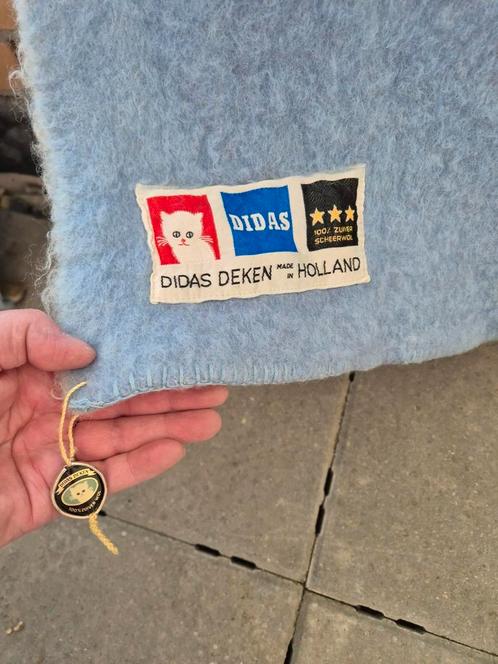 DIDAS
100% ZUIVER
SCHEERWOL
DIDAS DEKEN MADE IN HOLLAND